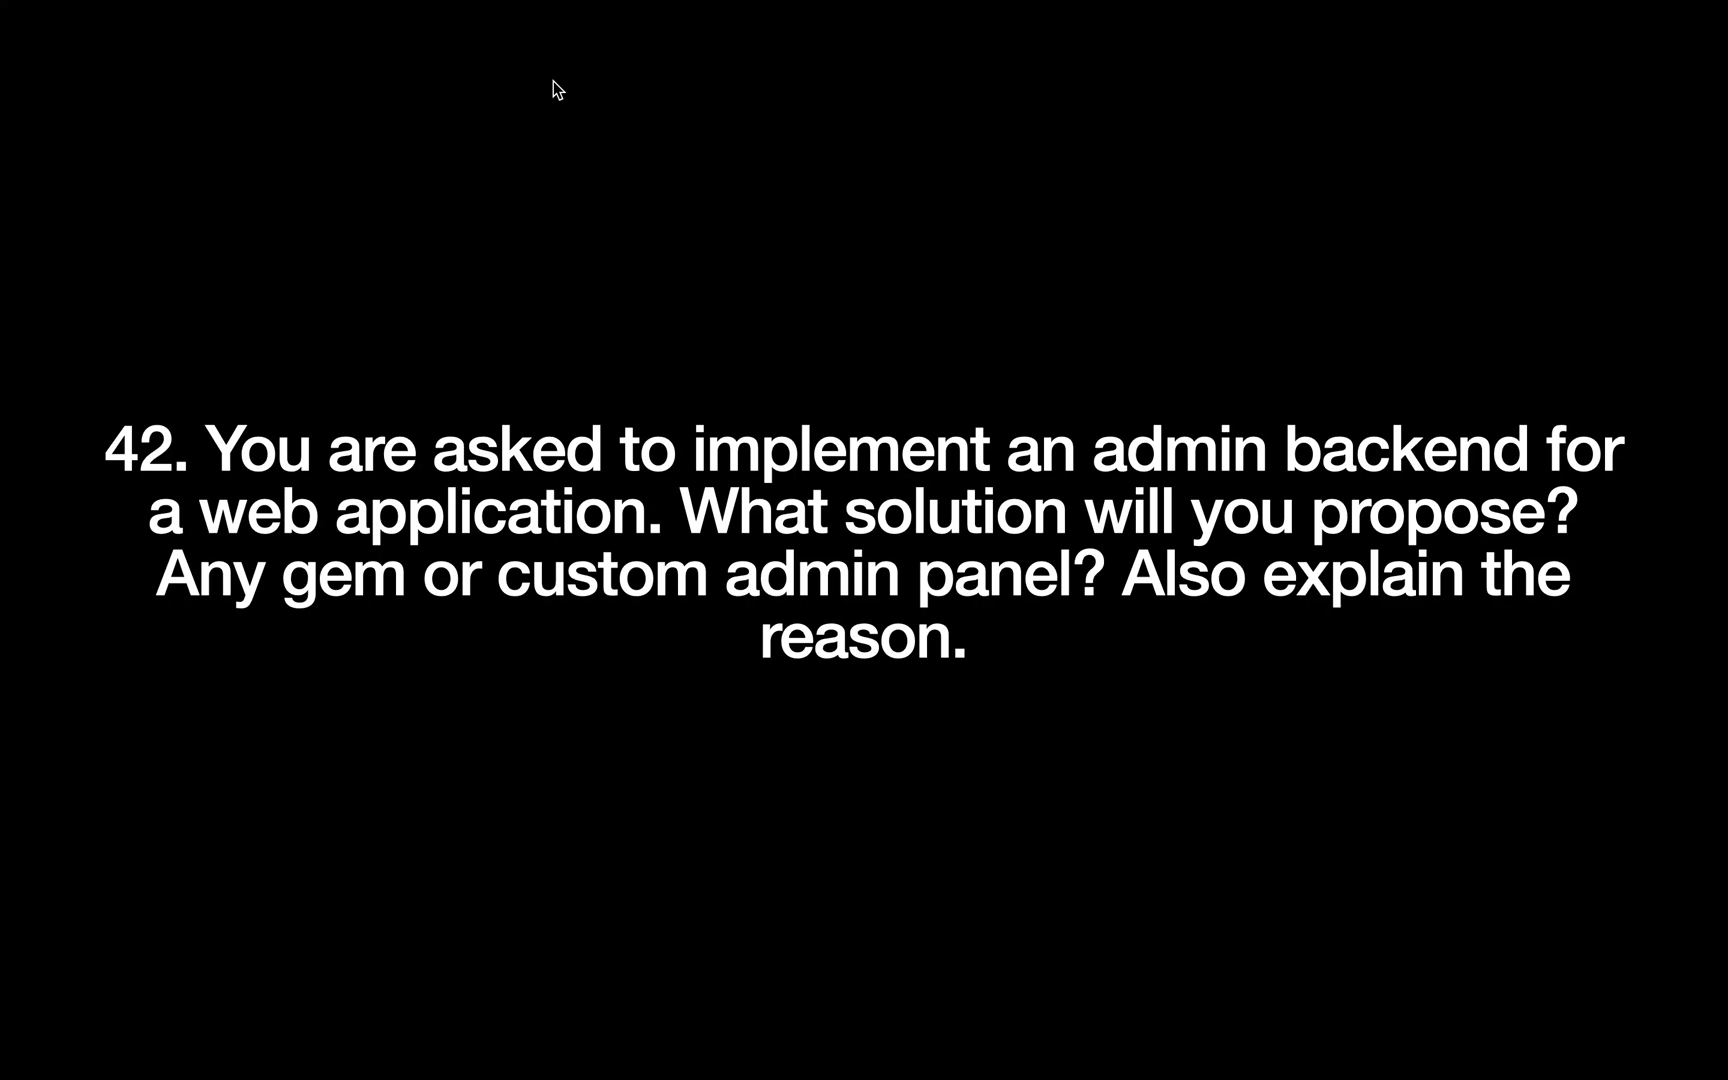 42. You are asked to implement an admin backend for
a web application. What solution will you propose?
Any gem or custom admin panel? Also explain the
reason.